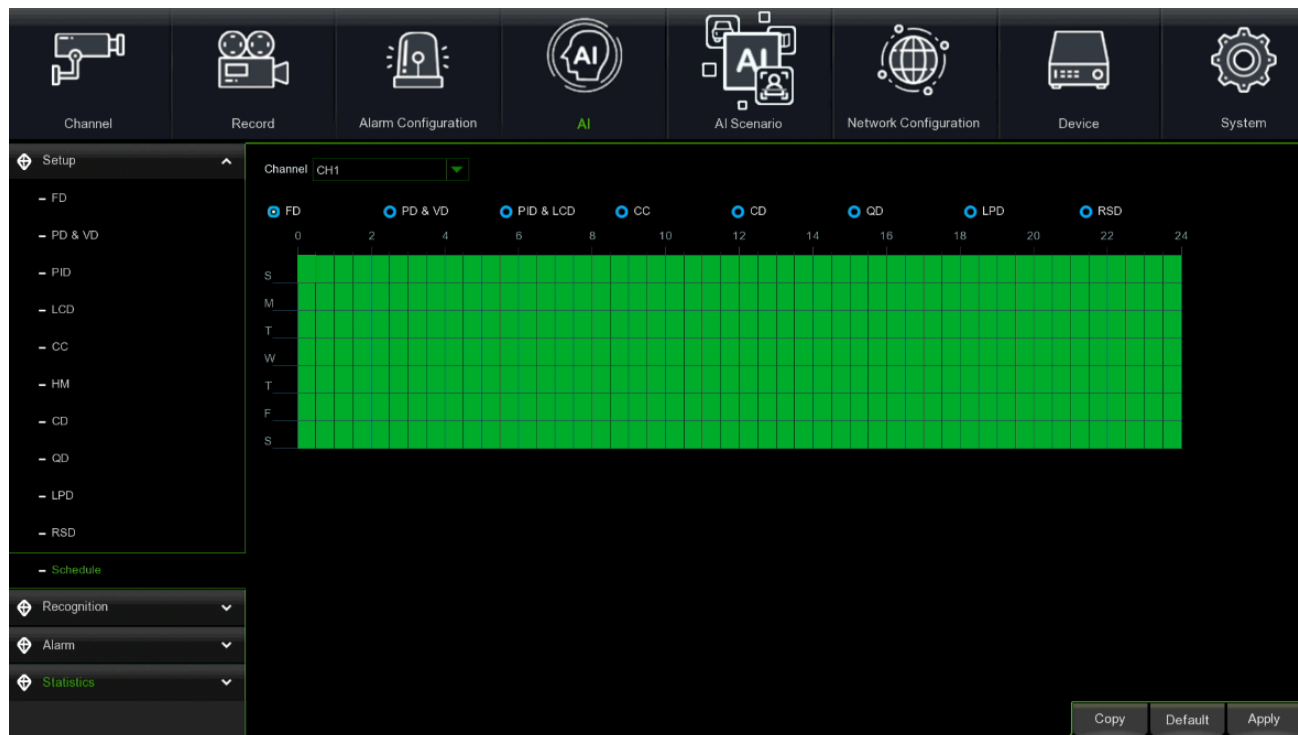 AI
AI
Channel Record Alarm Configuration AI AI Scenario Network Configuration Device System
Setup
Channel CH1
– FD
FD PD & VD PID & LCD CC CD QD LPD RSD
– PD & VD
0 2 4 6 8 10 12 14 16 18 20 22 24
– PID
S
– LCD
M
T
– CC
W
– HM
T
– CD
F
S
– QD
– LPD
– RSD
– Schedule
Recognition
Alarm
Statistics
Copy Default Apply